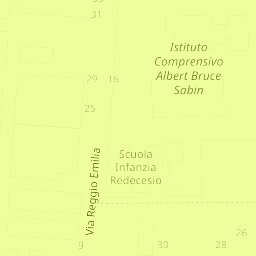 31
Istituto
Comprensivo
Albert Bruce
Sabin
29 16
25
Scuola
Infanzia
Redecesio
Via Reggio Emilia
26
9 30 28